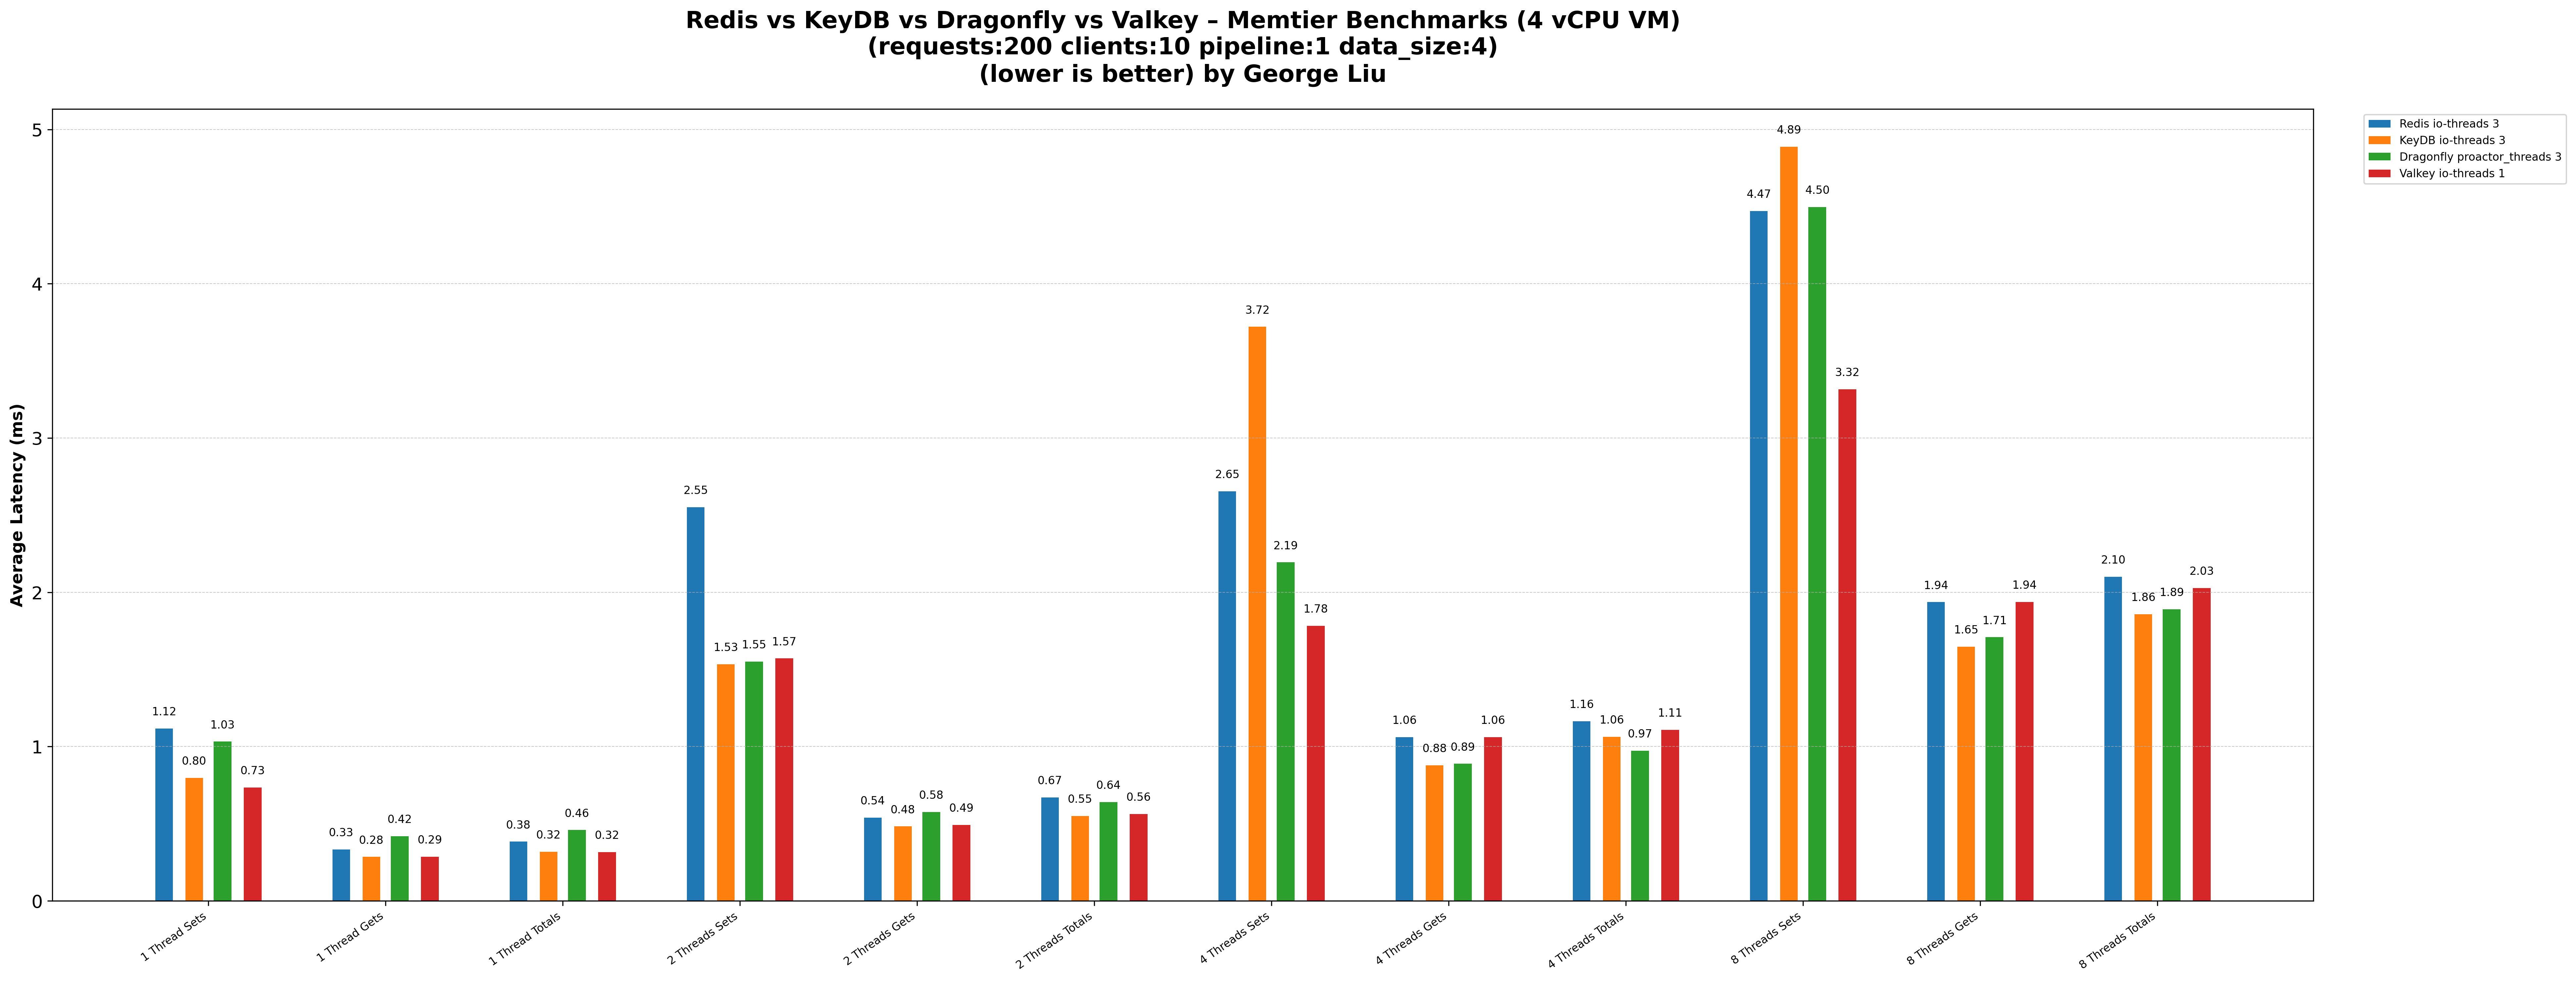 Redis vs KeyDB vs Dragonfly vs Valkey – Memtier Benchmarks (4 vCPU VM)
(requests:200 clients:10 pipeline:1 data_size:4)
(lower is better) by George Liu
Redis io-threads 3
KeyDB io-threads 3
Dragonfly proactor_threads 3
Valkey io-threads 1
Average Latency (ms)
5
4
3
2
1
0
1.12
0.80
1.03
0.73
0.33
0.28
0.42
0.29
0.38
0.32
0.46
0.32
2.55
1.53
1.55
1.57
0.54
0.48
0.58
0.49
0.67
0.55
0.64
0.56
2.65
3.72
2.19
1.78
1.06
0.88
0.89
1.06
1.16
1.06
0.97
1.11
4.47
4.89
4.50
3.32
1.94
1.65
1.71
1.94
2.10
1.86
1.89
2.03
1 Thread Sets
1 Thread Gets
1 Thread Totals
2 Threads Sets
2 Threads Gets
2 Threads Totals
4 Threads Sets
4 Threads Gets
4 Threads Totals
8 Threads Sets
8 Threads Gets
8 Threads Totals